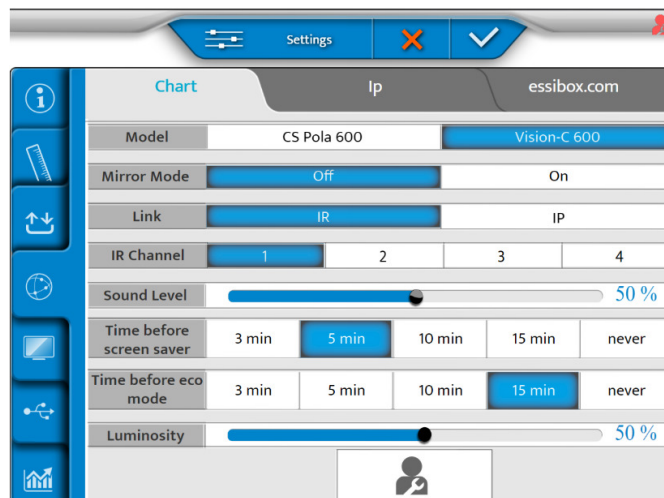 Settings
Chart Ip essibox.com
Model CS Pola 600 Vision-C 600
Mirror Mode Off On
Link IR IP
IR Channel 1 2 3 4
Sound Level 50 %
Time before screen saver 3 min 5 min 10 min 15 min never
Time before eco mode 3 min 5 min 10 min 15 min never
Luminosity 50 %